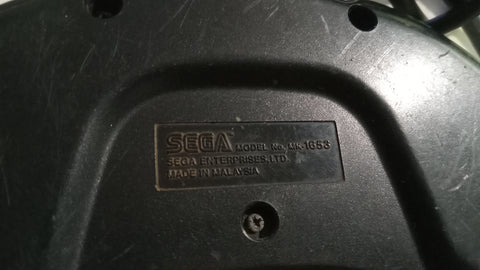 SEGA MODEL No. MK-1653
SEGA ENTERPRISES,LTD.
MADE IN MALAYSIA